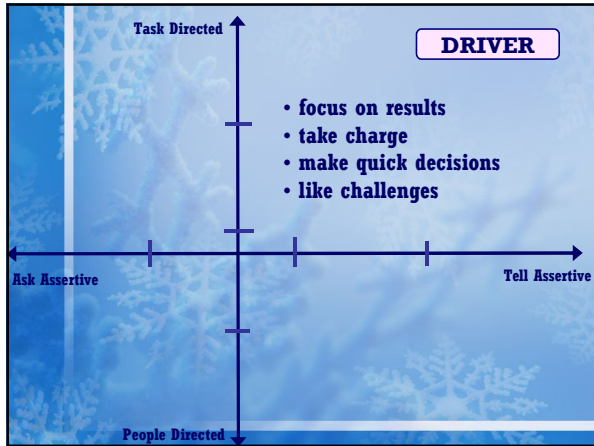 Task Directed
DRIVER
• focus on results
• take charge
• make quick decisions
• like challenges
Ask Assertive
Tell Assertive
People Directed